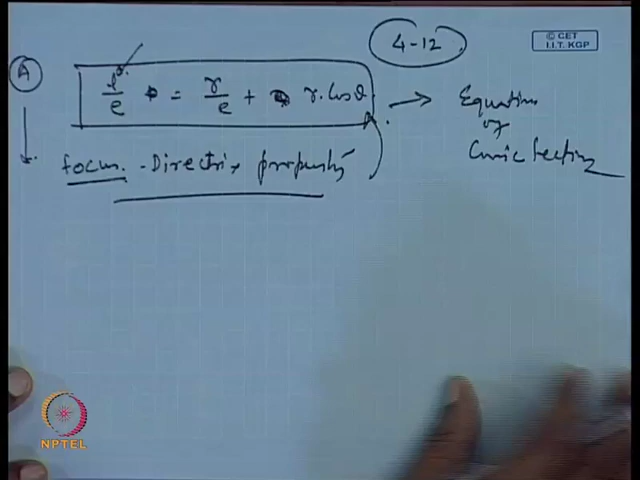 4-12
© CET
I.I.T. KGP
A
l/e = r/e + r. cosθ → Equation
of
Conic Section
focus. - Directrix property
NPTEL